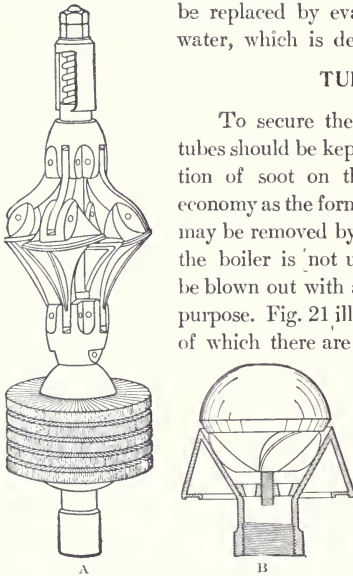 be replaced by eva
water, which is de
TU
To secure the
tubes should be kep
tion of soot on th
economy as the form
may be removed by
the boiler is not u
be blown out with a
purpose. Fig. 21 ill
of which there are
A
B